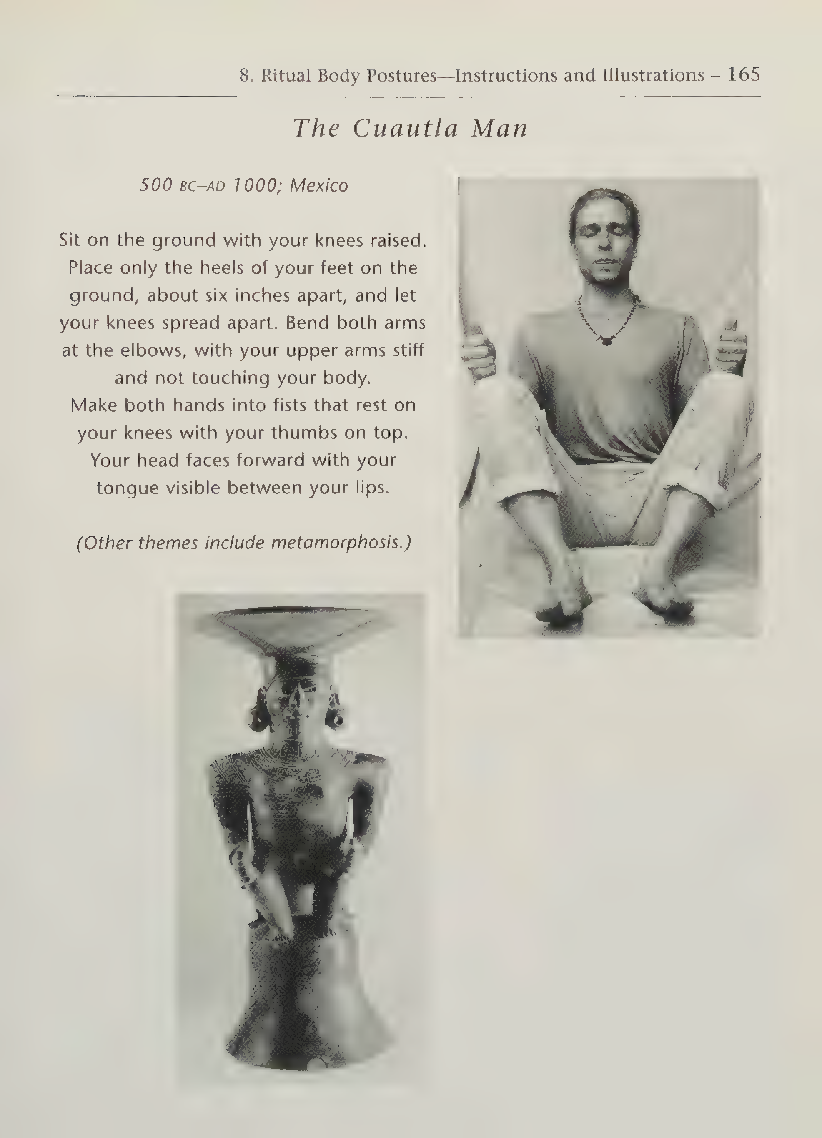 8. Ritual Body Postures—Instructions and Illustrations – 165
The Cuautla Man
500 BC–AD 1000; Mexico
Sit on the ground with your knees raised.
Place only the heels of your feet on the
ground, about six inches apart, and let
your knees spread apart. Bend both arms
at the elbows, with your upper arms stiff
and not touching your body.
Make both hands into fists that rest on
your knees with your thumbs on top.
Your head faces forward with your
tongue visible between your lips.
(Other themes include metamorphosis.)